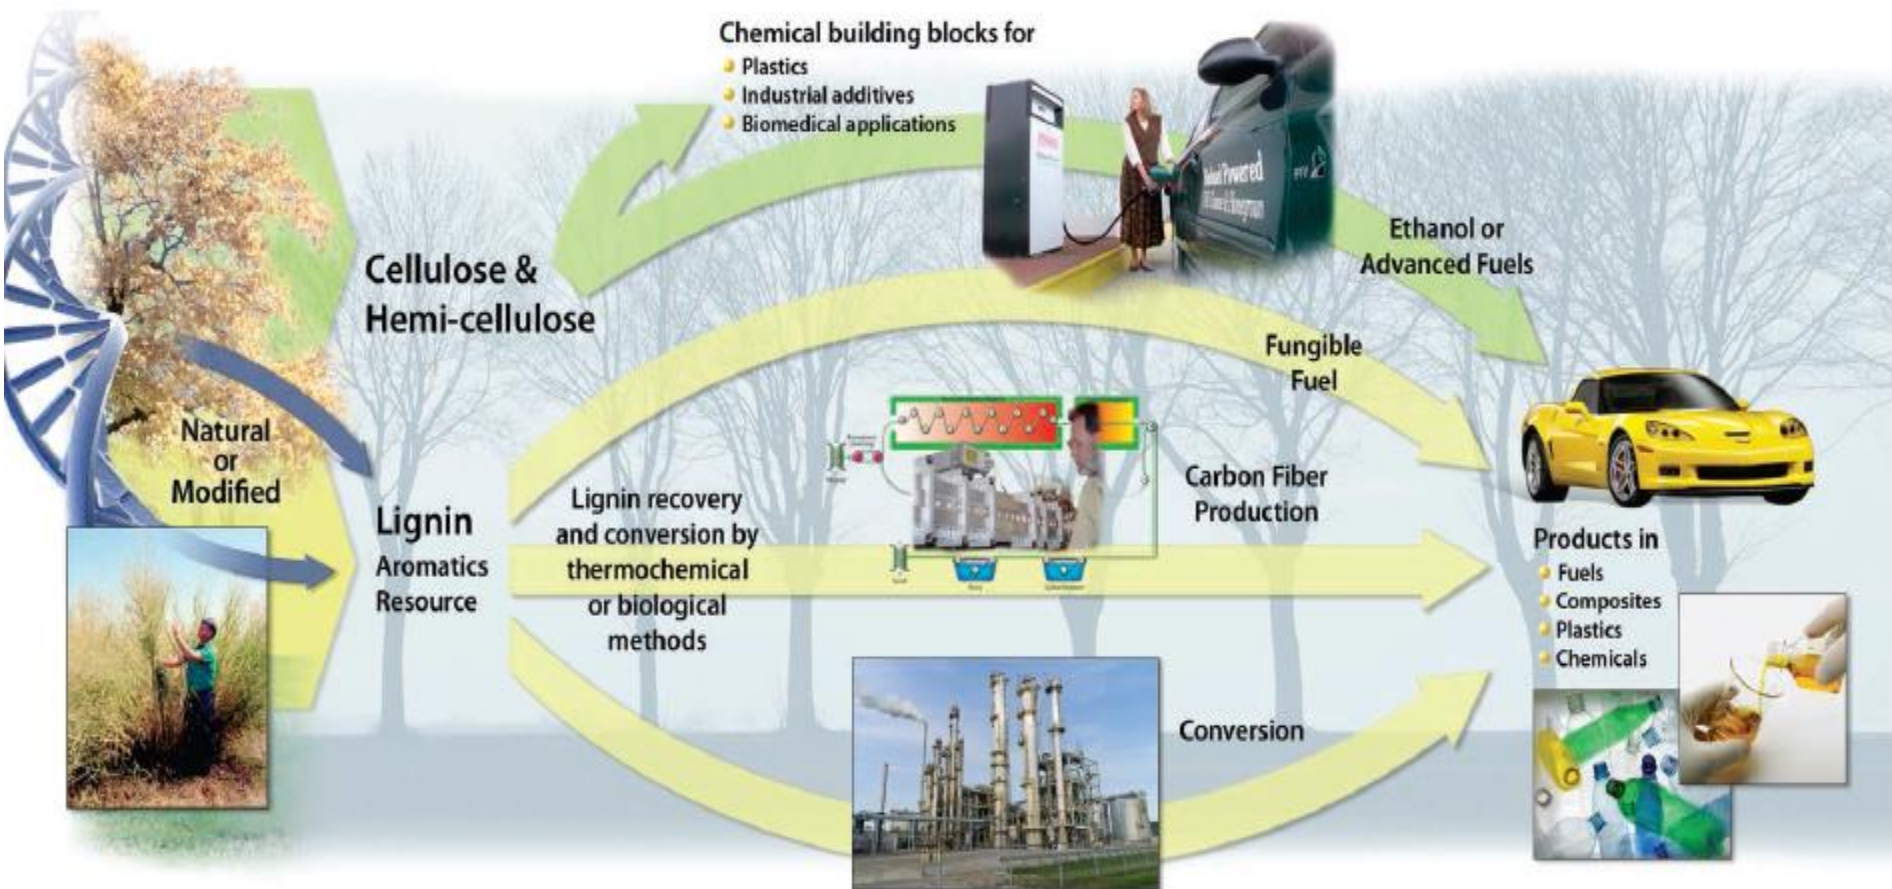 Chemical building blocks for
Plastics
Industrial additives
Biomedical applications
Powered
Cellulose &
Hemi-cellulose
Ethanol or
Advanced Fuels
Fungible
Fuel
Natural
or
Modified
Lignin
Aromatics
Resource
Lignin recovery
and conversion by
thermochemical
or biological
methods
Carbon Fiber
Production
Conversion
Products in
Fuels
Composites
Plastics
Chemicals